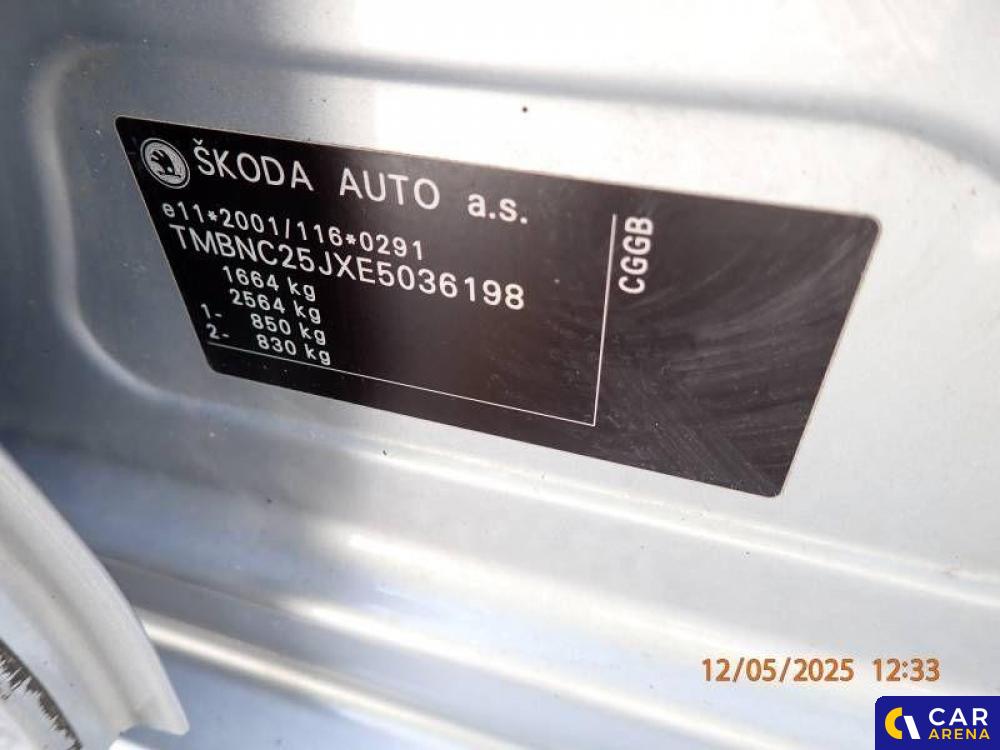 ŠKODA AUTO a.s.
e11*2001/116*0291
TMBNC25JXE5036198
1664 kg
2564 kg
1- 850 kg
2- 830 kg
CGGB
12/05/2025 12:33
CAR
ARENA